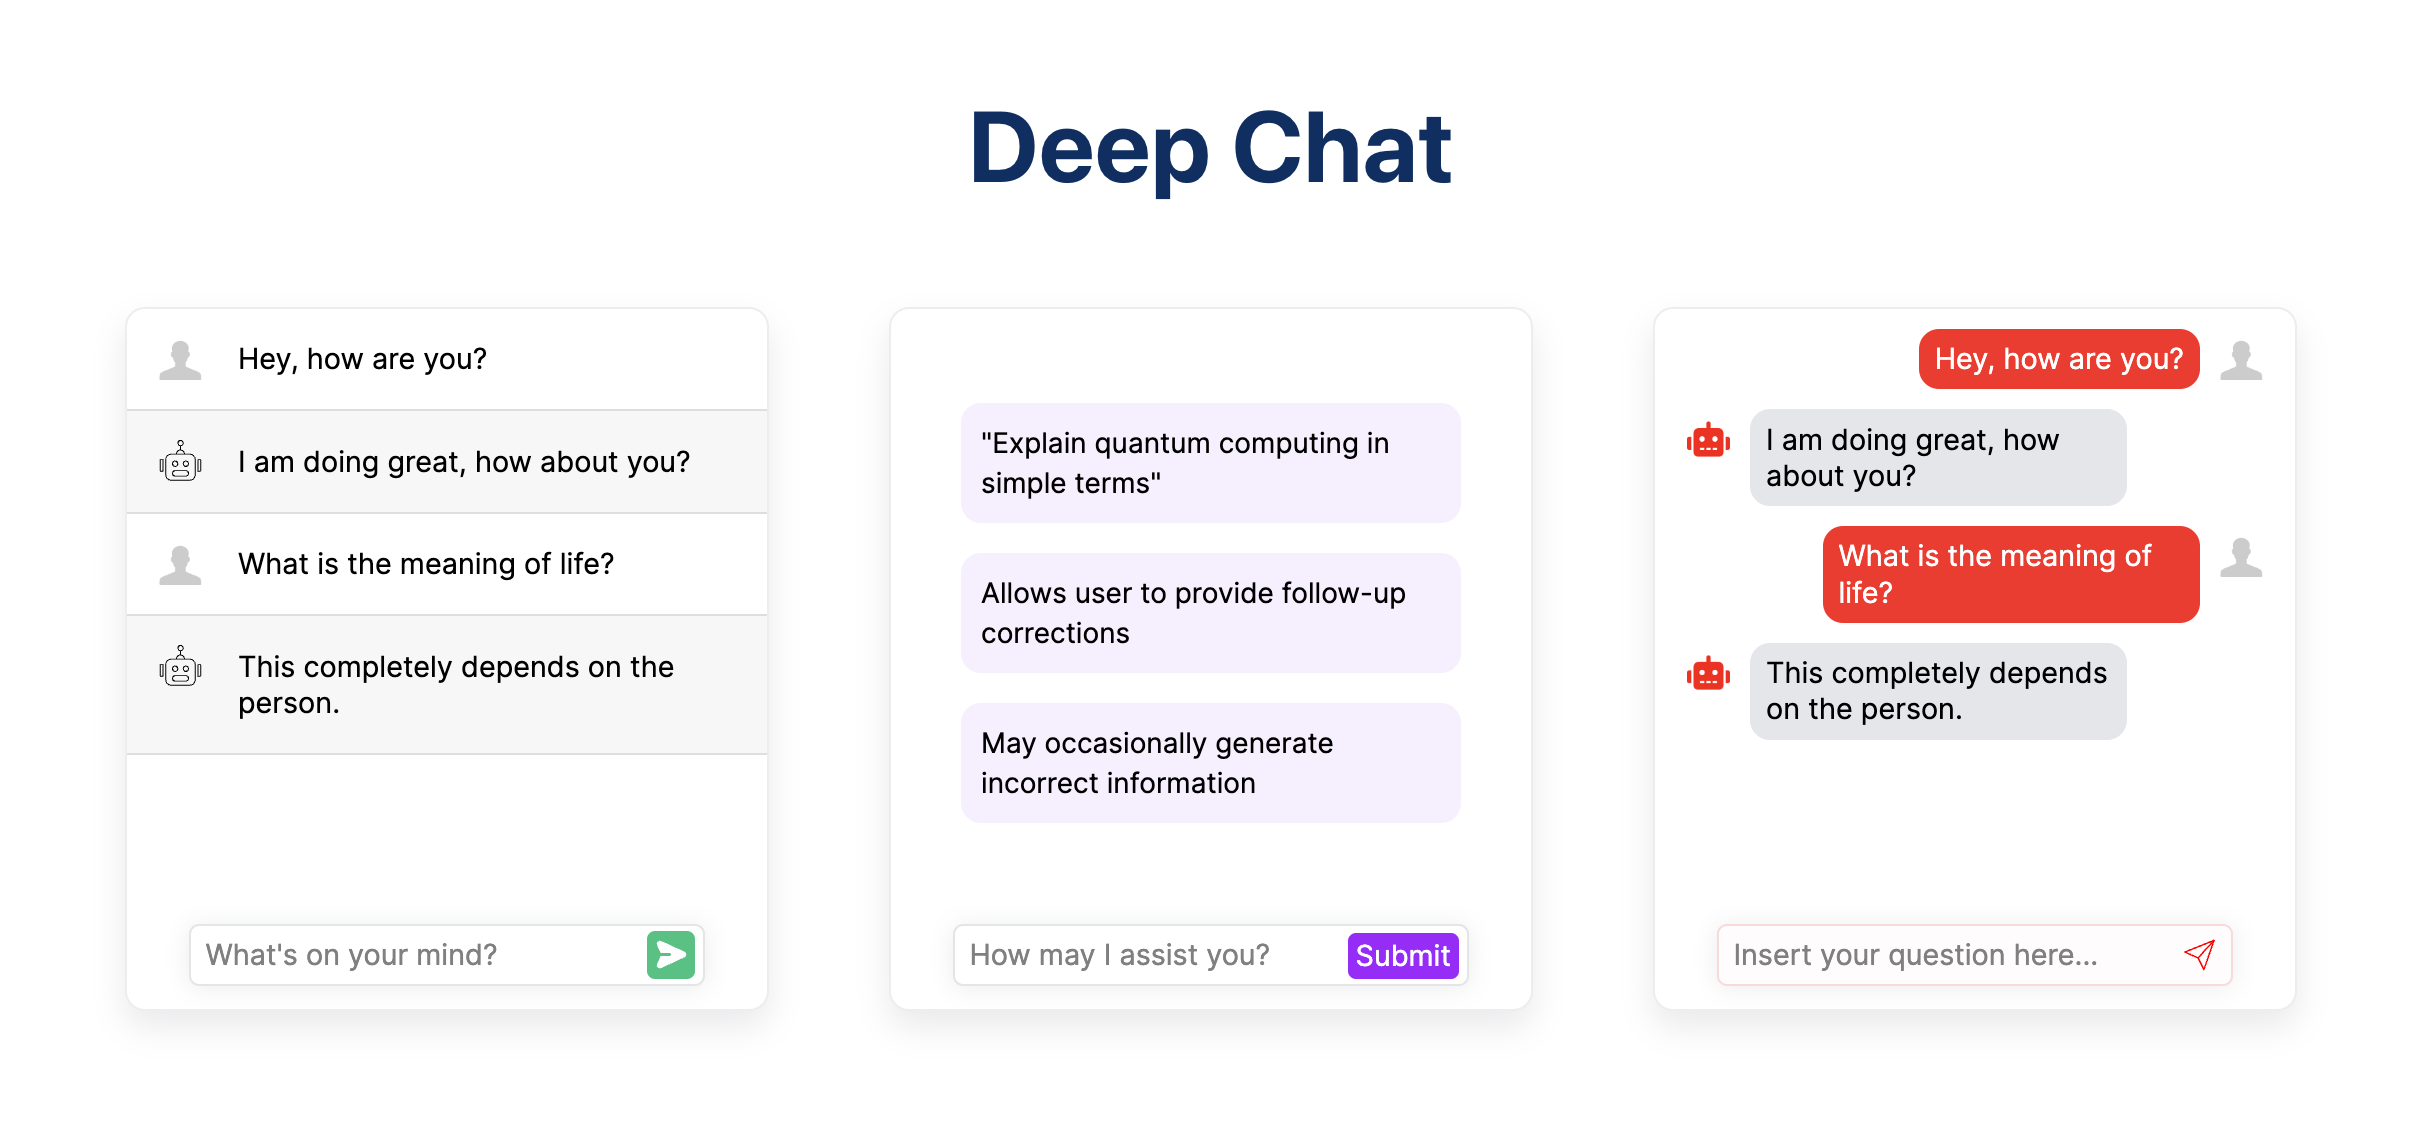 Deep Chat
Hey, how are you?
I am doing great, how about you?
What is the meaning of life?
This completely depends on the
person.
What's on your mind?
"Explain quantum computing in
simple terms"
Allows user to provide follow-up
corrections
May occasionally generate
incorrect information
How may I assist you?
Submit
Hey, how are you?
I am doing great, how
about you?
What is the meaning of
life?
This completely depends
on the person.
Insert your question here...